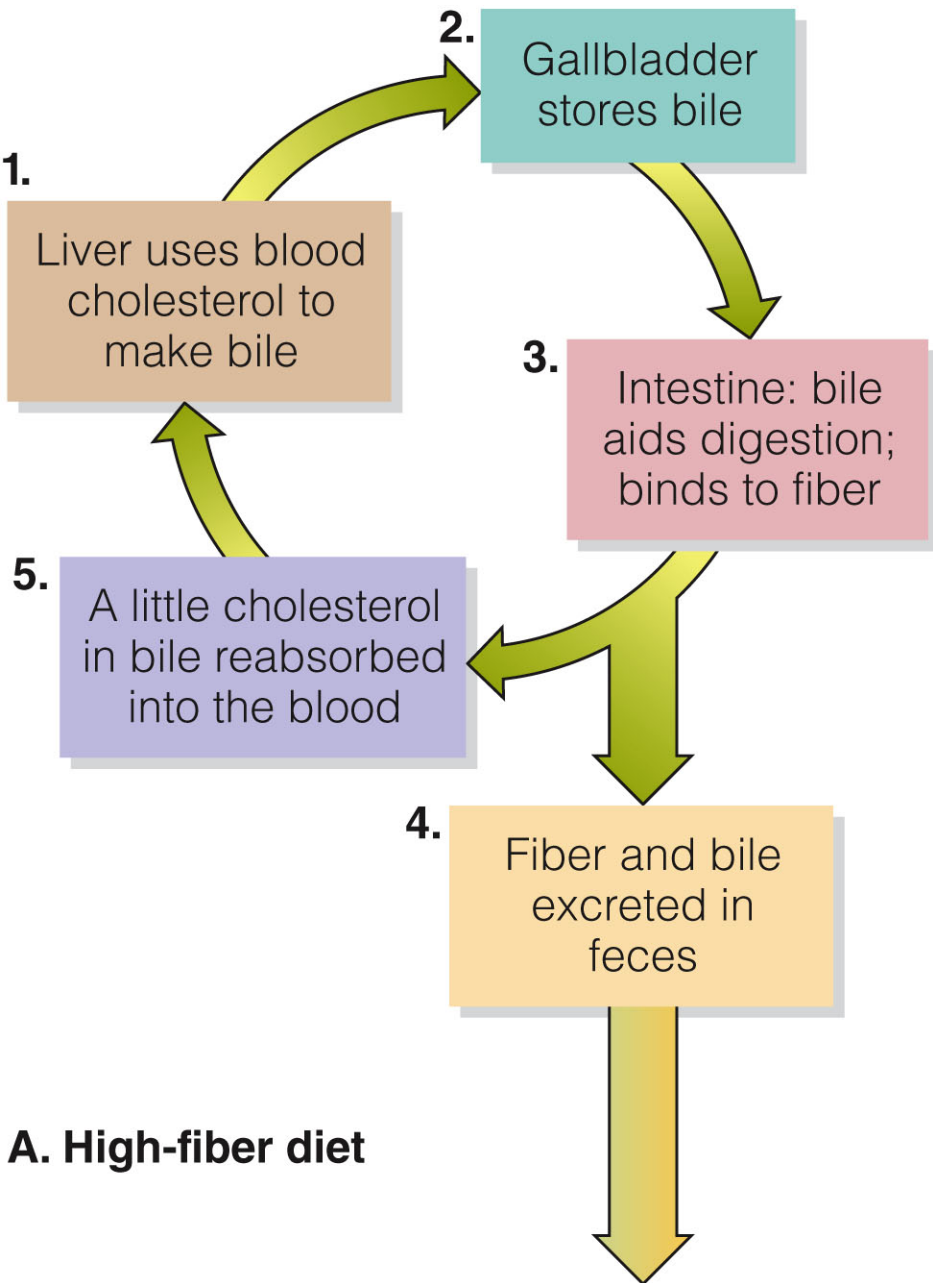 1.
Liver uses blood
cholesterol to
make bile
2.
Gallbladder
stores bile
3.
Intestine: bile
aids digestion;
binds to fiber
4.
Fiber and bile
excreted in
feces
5.
A little cholesterol
in bile reabsorbed
into the blood
A. High-fiber diet